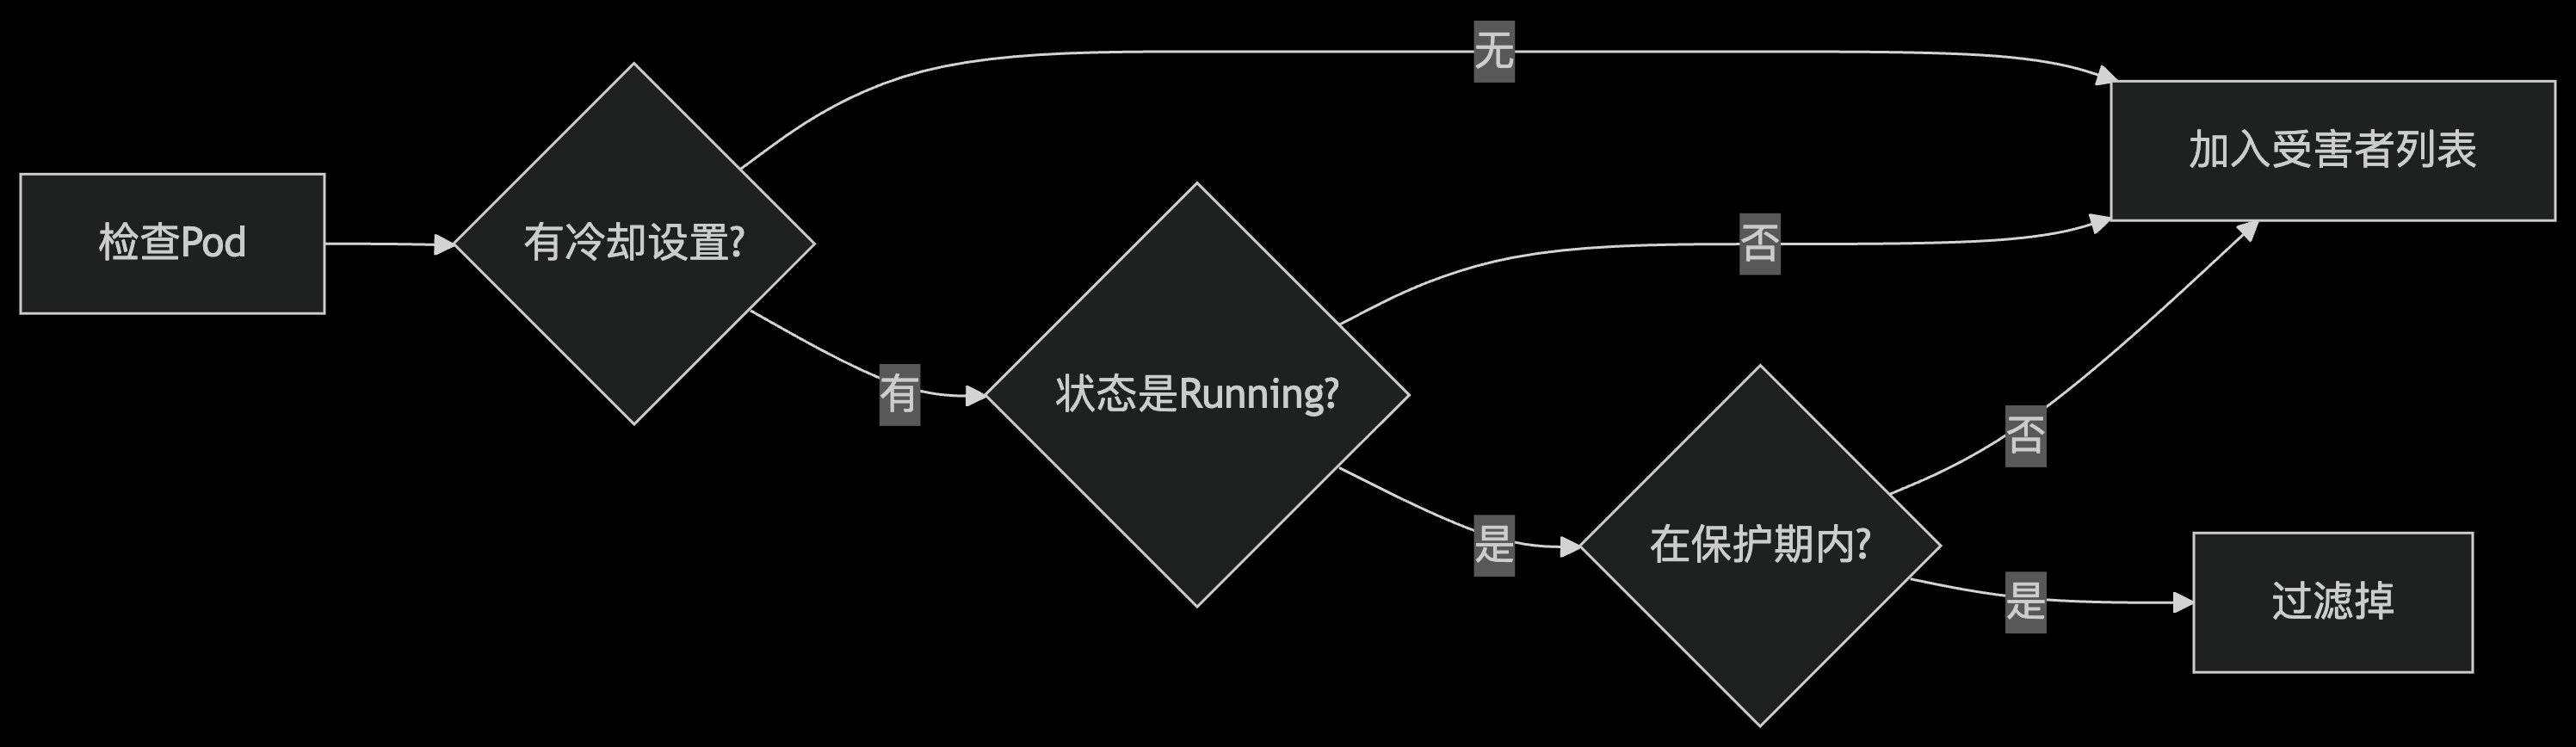 检查Pod
有冷却设置?
无
有
状态是Running?
否
是
在保护期内?
否
是
加入受害者列表
过滤掉